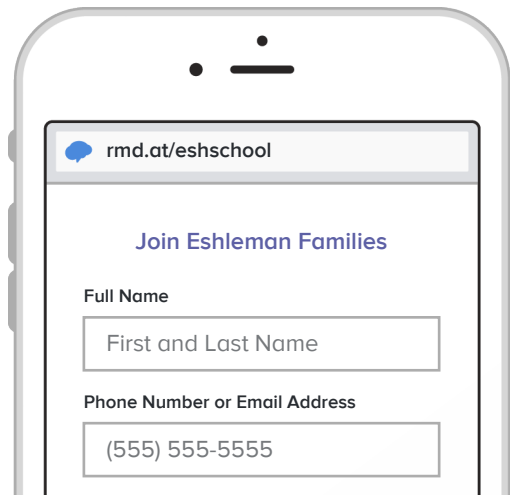 rmd.at/eshschool
Join Eshleman Families
Full Name
First and Last Name
Phone Number or Email Address
(555) 555-5555